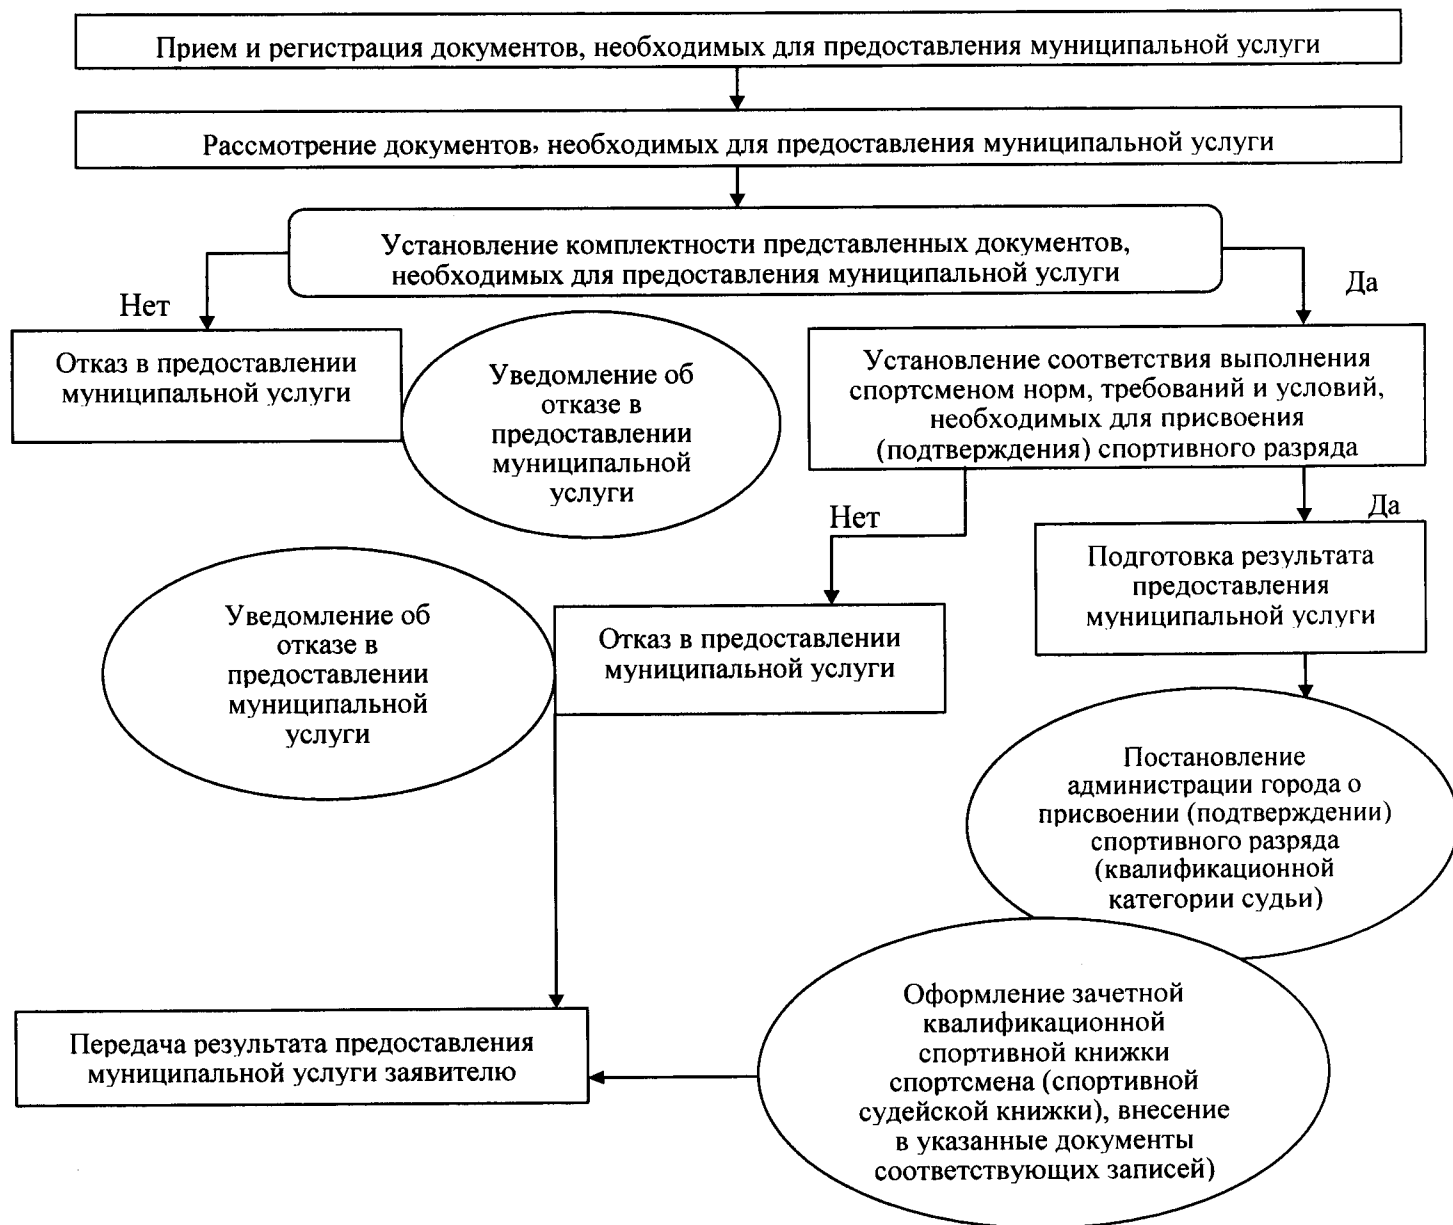 Прием и регистрация документов, необходимых для предоставления муниципальной услуги
Рассмотрение документов, необходимых для предоставления муниципальной услуги
Установление комплектности представленных документов,
необходимых для предоставления муниципальной услуги
Нет
Да
Отказ в предоставлении
муниципальной услуги
Уведомление об
отказе в
предоставлении
муниципальной
услуги
Установление соответствия выполнения
спортсменом норм, требований и условий,
необходимых для присвоения
(подтверждения) спортивного разряда
Нет
Да
Подготовка результата
предоставления
муниципальной услуги
Уведомление об
отказе в
предоставлении
муниципальной
услуги
Отказ в предоставлении
муниципальной услуги
Постановление
администрации города о
присвоении (подтверждении)
спортивного разряда
(квалификационной
категории судьи)
Оформление зачетной
квалификационной
спортивной книжки
спортсмена (спортивной
судейской книжки), внесение
в указанные документы
соответствующих записей)
Передача результата предоставления
муниципальной услуги заявителю